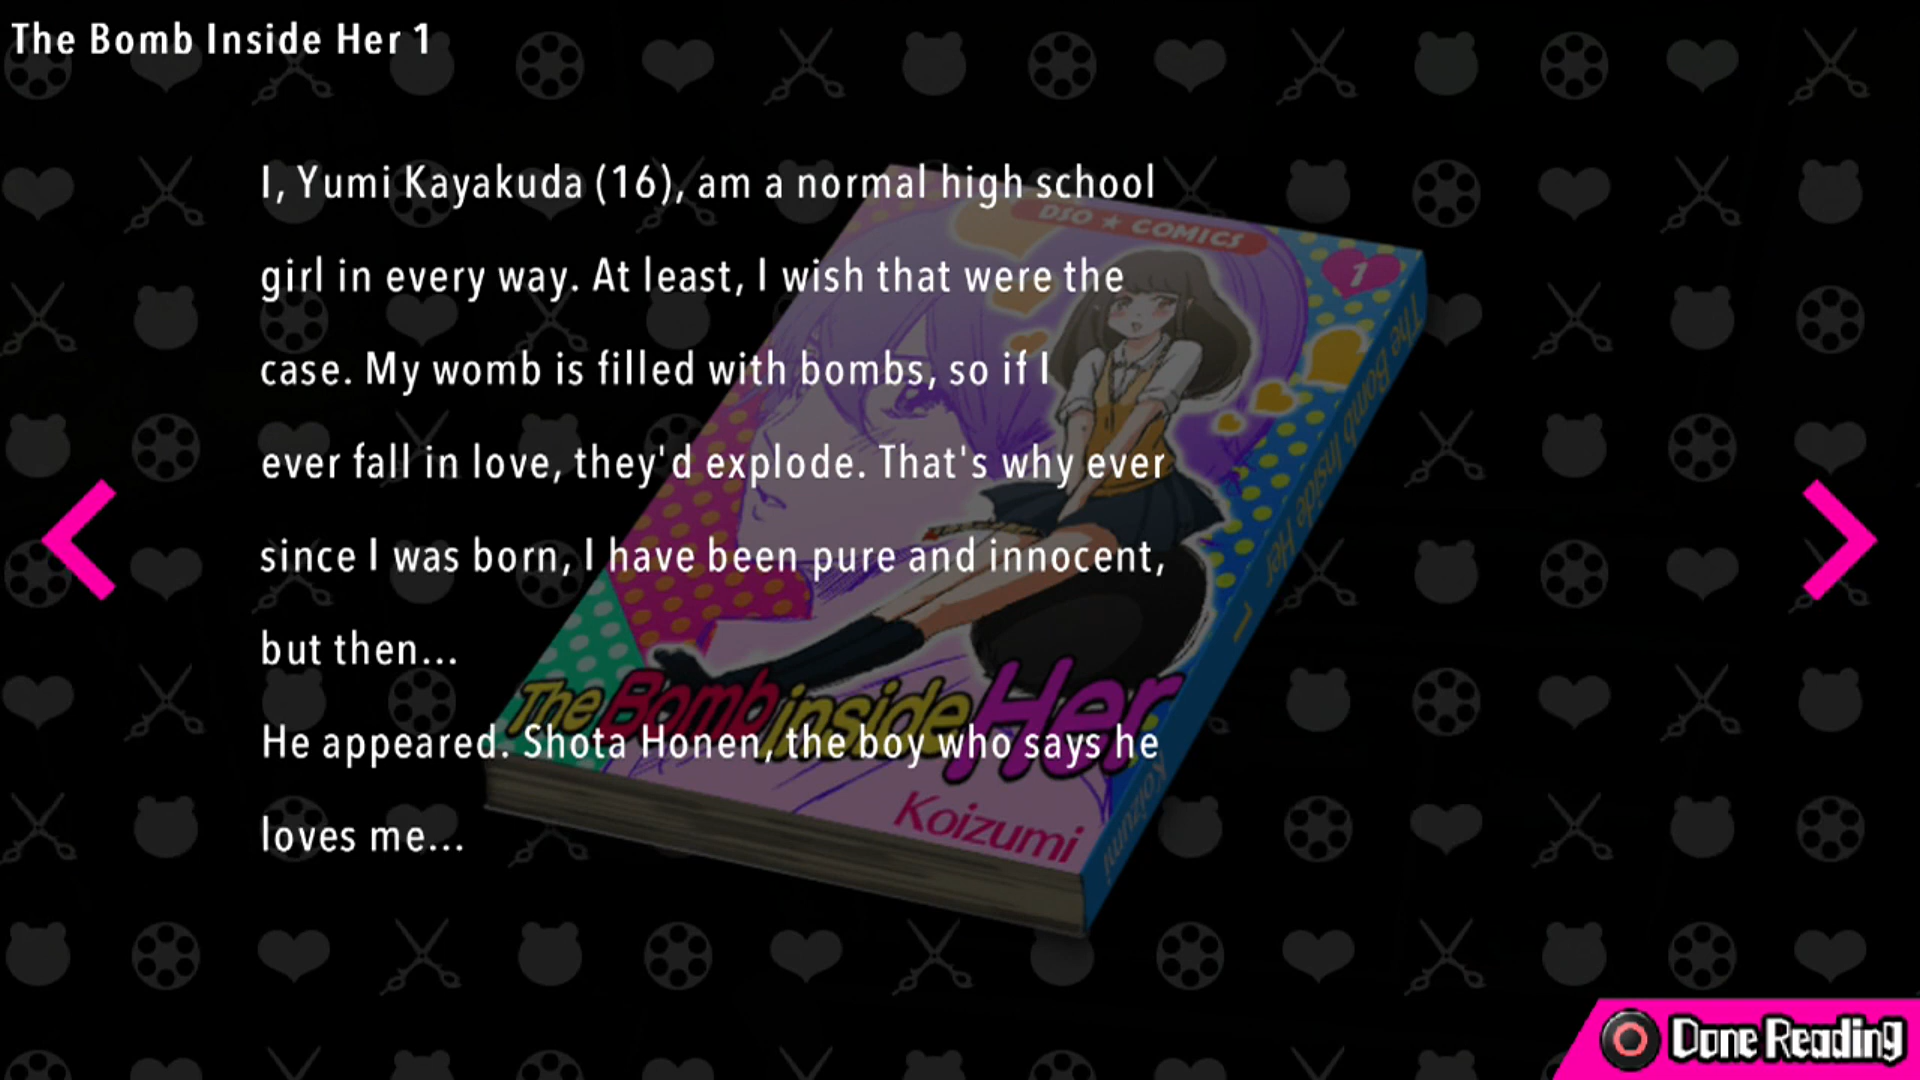 The Bomb Inside Her 1
I, Yumi Kayakuda (16), am a normal high school
girl in every way. At least, I wish that were the
case. My womb is filled with bombs, so if I
ever fall in love, they'd explode. That's why ever
since I was born, I have been pure and innocent,
but then...
He appeared. Shota Honen, the boy who says he
loves me...
DSO ★ COMICS
1
The Bomb inside Her
Koizumi
The Bomb Inside Her 1 Koizumi
Done Reading